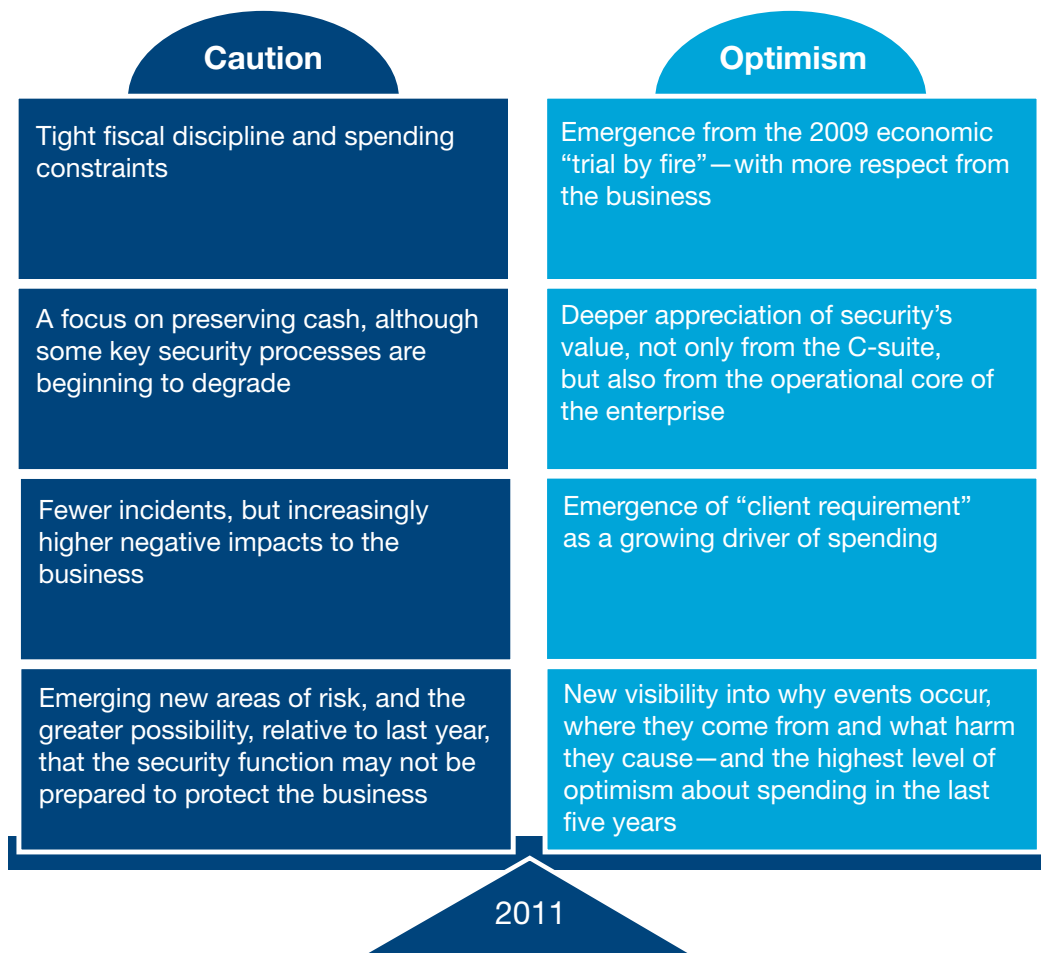 Caution
Tight fiscal discipline and spending
constraints
A focus on preserving cash, although
some key security processes are
beginning to degrade
Fewer incidents, but increasingly
higher negative impacts to the
business
Emerging new areas of risk, and the
greater possibility, relative to last year,
that the security function may not be
prepared to protect the business
Optimism
Emergence from the 2009 economic
“trial by fire”—with more respect from
the business
Deeper appreciation of security’s
value, not only from the C-suite,
but also from the operational core of
the enterprise
Emergence of “client requirement”
as a growing driver of spending
New visibility into why events occur,
where they come from and what harm
they cause—and the highest level of
optimism about spending in the last
five years
2011